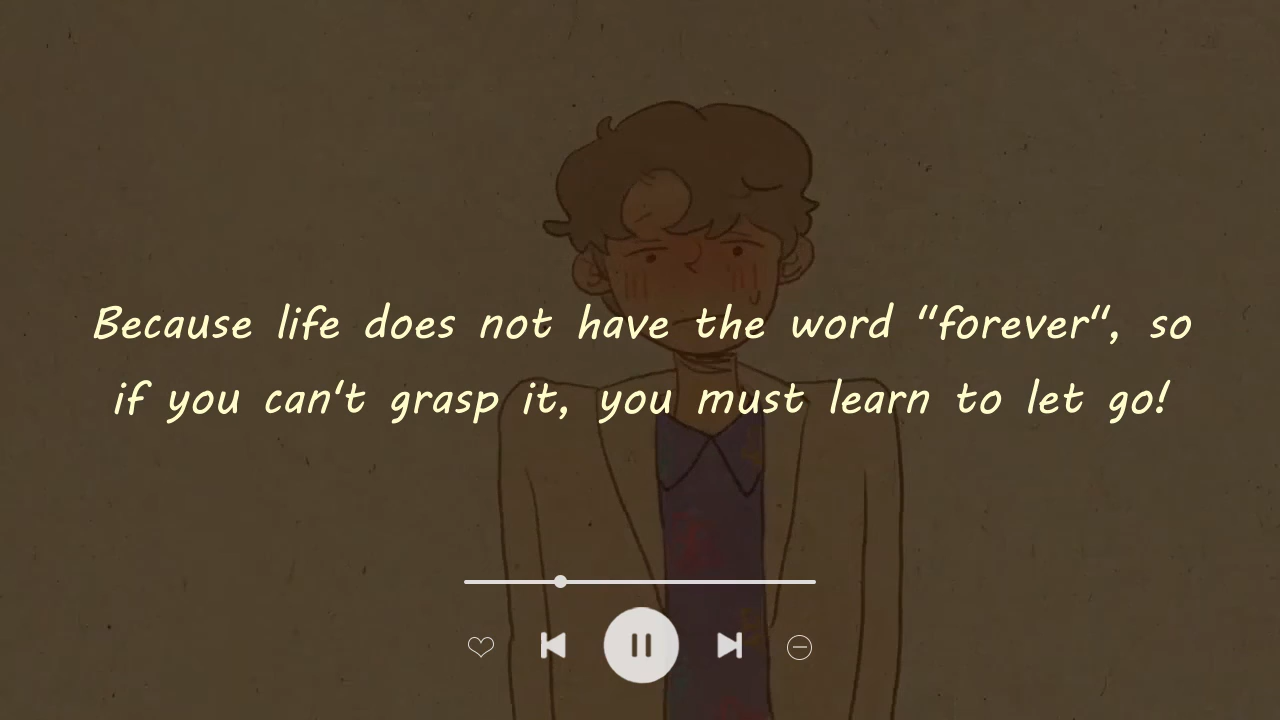 Because life does not have the word “forever“, so
if you can't grasp it, you must learn to let go!